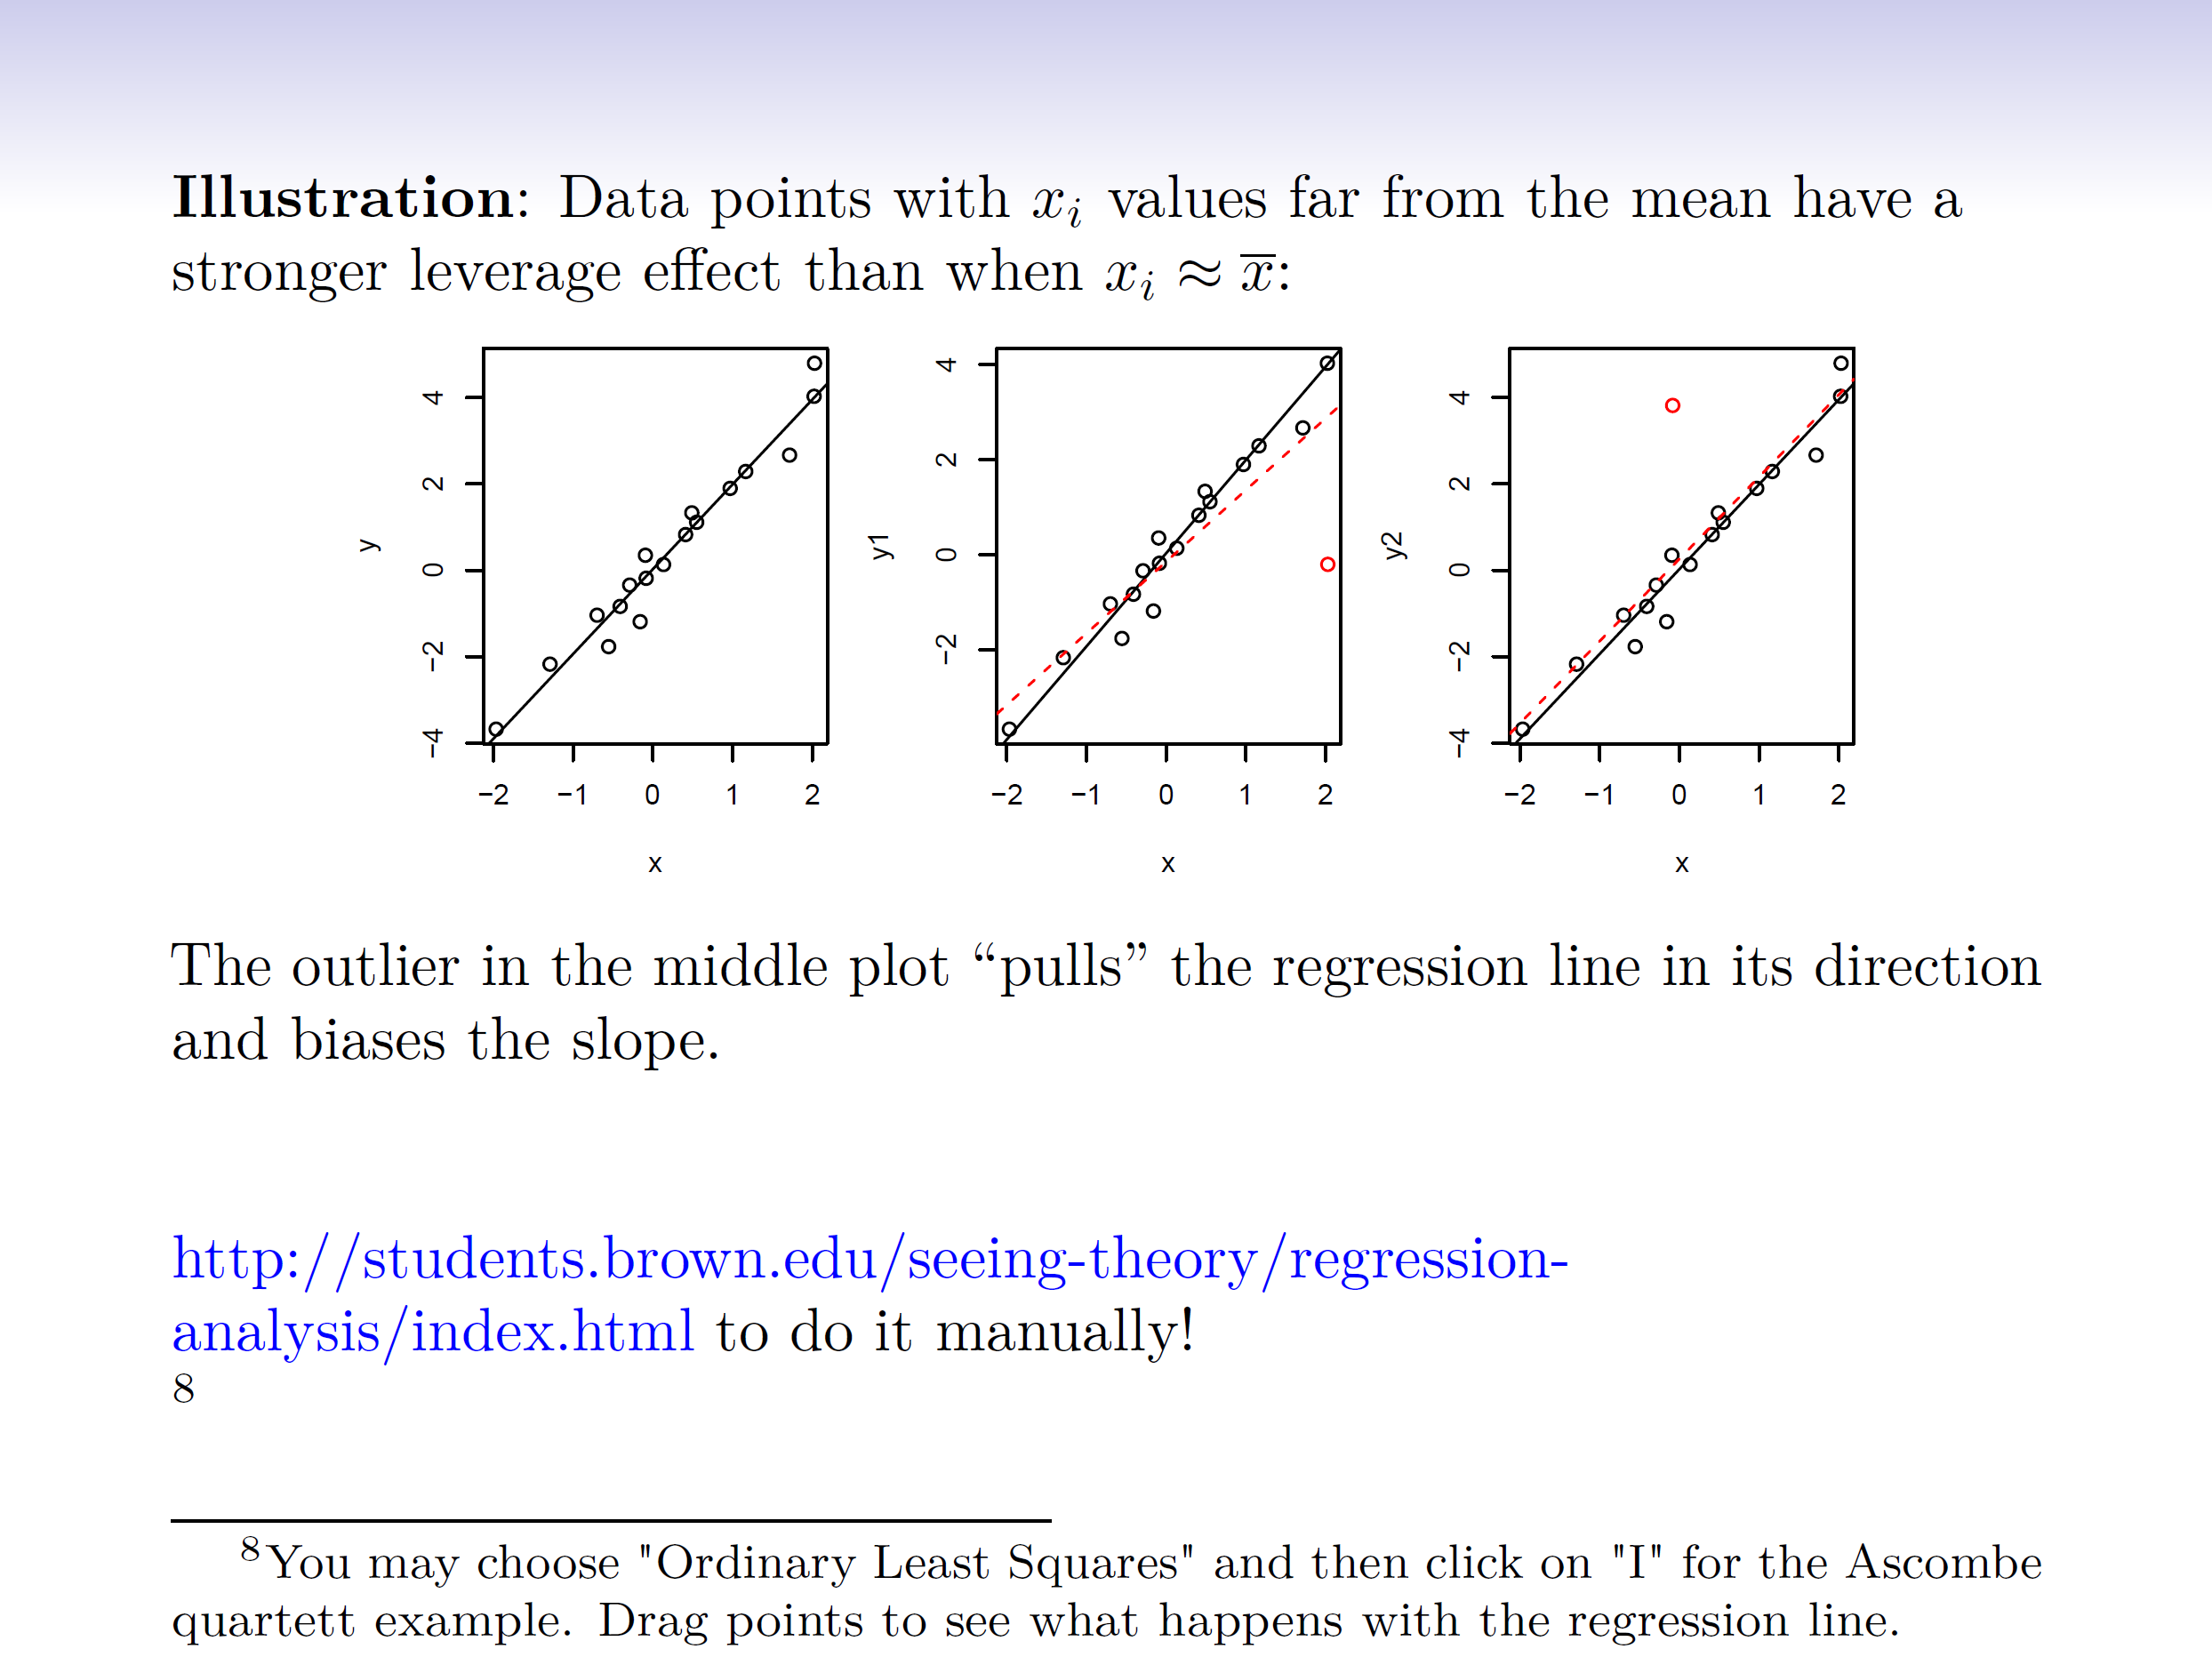 Illustration: Data points with xᵢ values far from the mean have a
stronger leverage effect than when xᵢ ≈ x̅:
y
4
2
0
−2
−4
−2 −1 0 1 2
x
y1
4
2
0
−2
−2 −1 0 1 2
x
y2
4
2
0
−2
−4
−2 −1 0 1 2
x
The outlier in the middle plot “pulls” the regression line in its direction
and biases the slope.
http://students.brown.edu/seeing-theory/regression-
analysis/index.html to do it manually!
8
⁸You may choose "Ordinary Least Squares" and then click on "I" for the Ascombe
quartett example. Drag points to see what happens with the regression line.